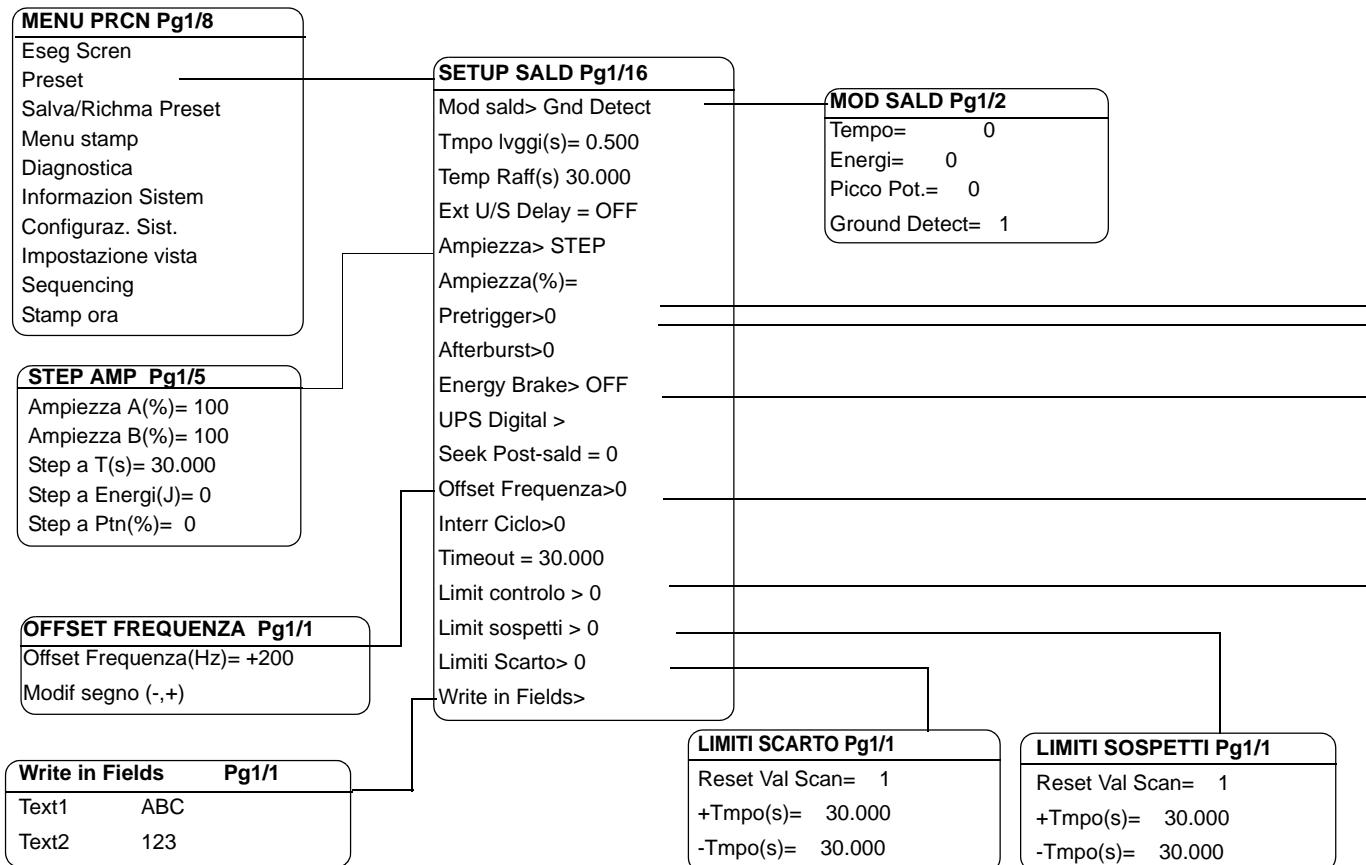 MENU PRCN Pg1/8
Eseg Scren
Preset
Salva/Richma Preset
Menu stamp
Diagnostica
Informazion Sistem
Configuraz. Sist.
Impostazione vista
Sequencing
Stamp ora
SETUP SALD Pg1/16
Mod sald> Gnd Detect
Tmpo lvggi(s)= 0.500
Temp Raff(s) 30.000
Ext U/S Delay = OFF
Ampiezza> STEP
Ampiezza(%)=
Pretrigger>0
Afterburst>0
Energy Brake> OFF
UPS Digital >
Seek Post-sald = 0
Offset Frequenza>0
Interr Ciclo>0
Timeout = 30.000
Limit controlo > 0
Limit sospetti > 0
Limiti Scarto> 0
Write in Fields>
MOD SALD Pg1/2
Tempo= 0
Energi= 0
Picco Pot.= 0
Ground Detect= 1
STEP AMP Pg1/5
Ampiezza A(%)= 100
Ampiezza B(%)= 100
Step a T(s)= 30.000
Step a Energi(J)= 0
Step a Ptn(%)= 0
OFFSET FREQUENZA Pg1/1
Offset Frequenza(Hz)= +200
Modif segno (-,+)
Write in Fields Pg1/1
Text1 ABC
Text2 123
LIMITI SCARTO Pg1/1
Reset Val Scan= 1
+Tmpo(s)= 30.000
-Tmpo(s)= 30.000
LIMITI SOSPETTI Pg1/1
Reset Val Scan= 1
+Tmpo(s)= 30.000
-Tmpo(s)= 30.000